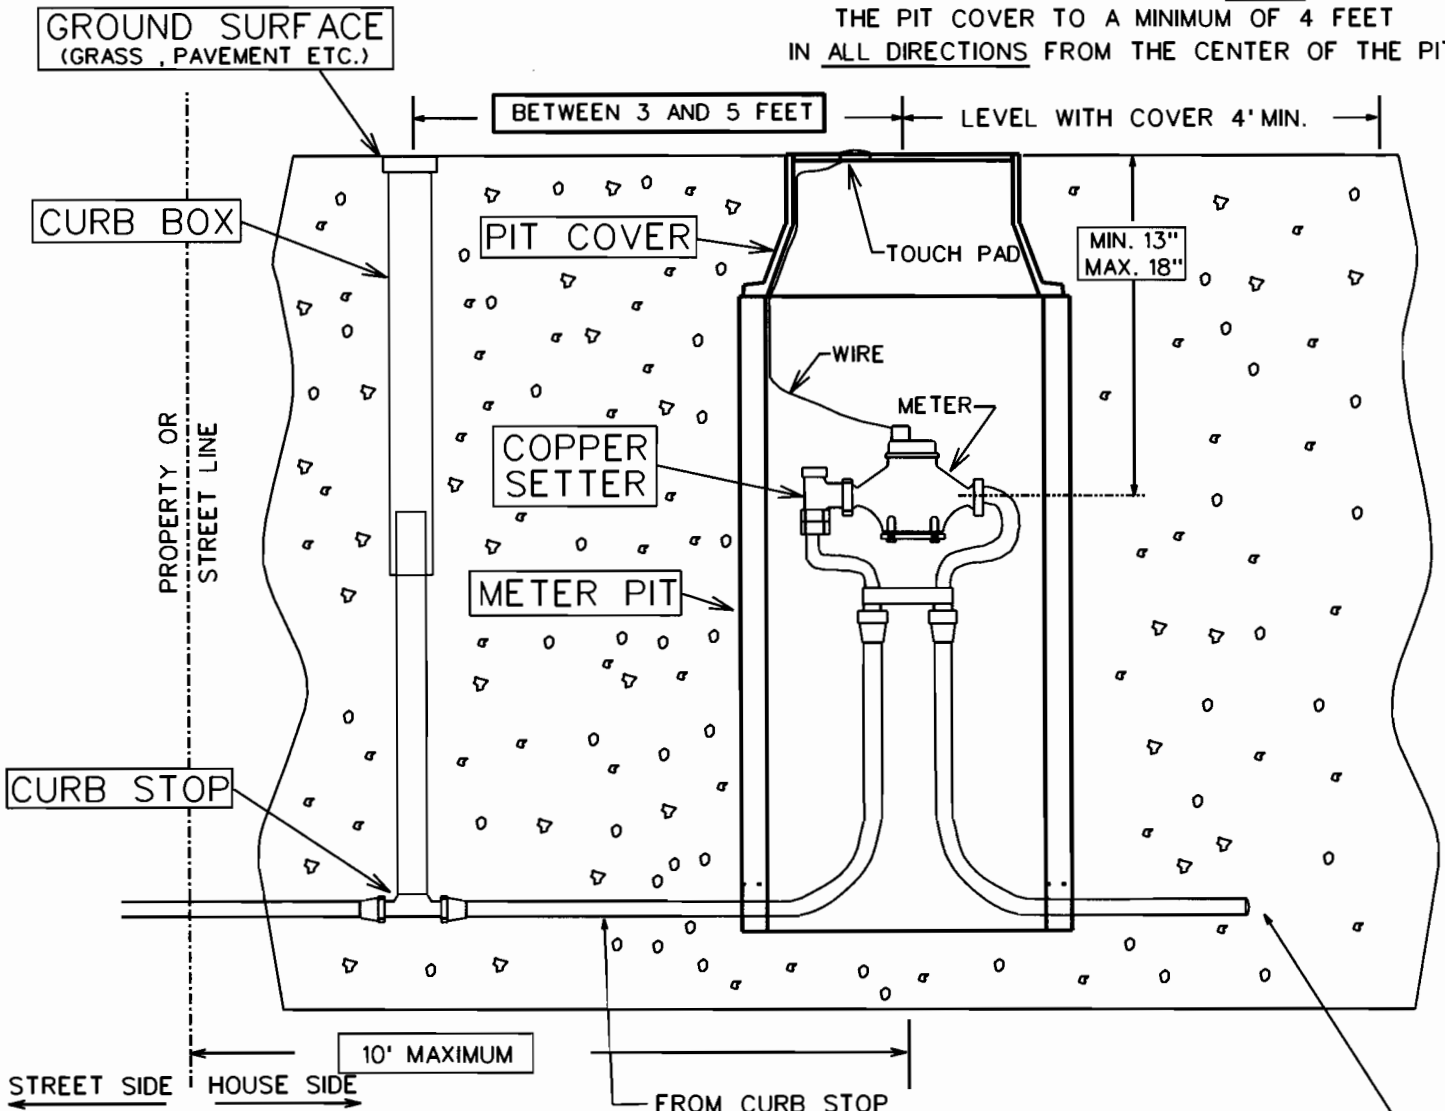 THE PIT COVER TO A MINIMUM OF 4 FEET
IN ALL DIRECTIONS FROM THE CENTER OF THE PIT
GROUND SURFACE
(GRASS , PAVEMENT ETC.)
BETWEEN 3 AND 5 FEET
LEVEL WITH COVER 4' MIN.
CURB BOX
PIT COVER
TOUCH PAD
MIN. 13"
MAX. 18"
WIRE
METER
COPPER
SETTER
PROPERTY OR
STREET LINE
METER PIT
CURB STOP
10' MAXIMUM
STREET SIDE
HOUSE SIDE
FROM CURB STOP